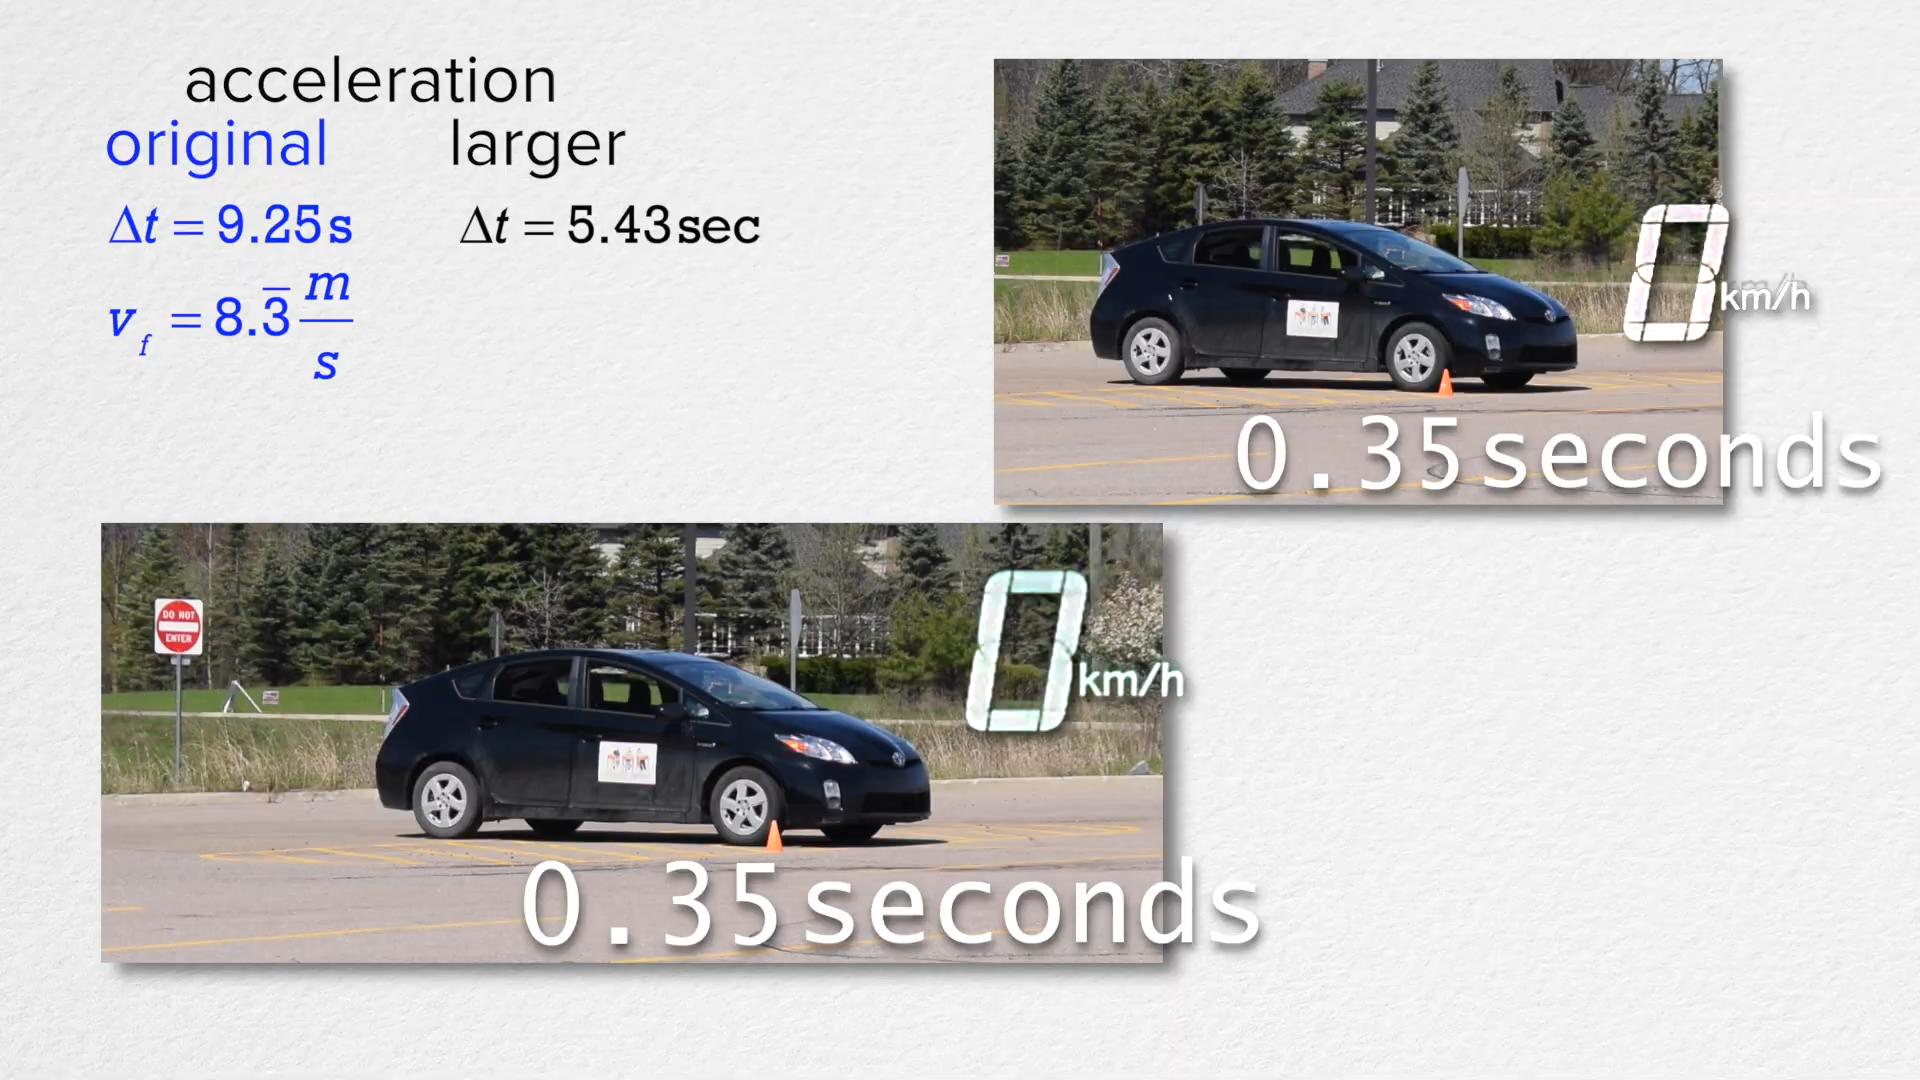 acceleration
original larger
Δt = 9.25 s Δt = 5.43 sec
v_f = 8.3̅ m/s
0 km/h
0.35 seconds
DO NOT
ENTER
0 km/h
0.35 seconds